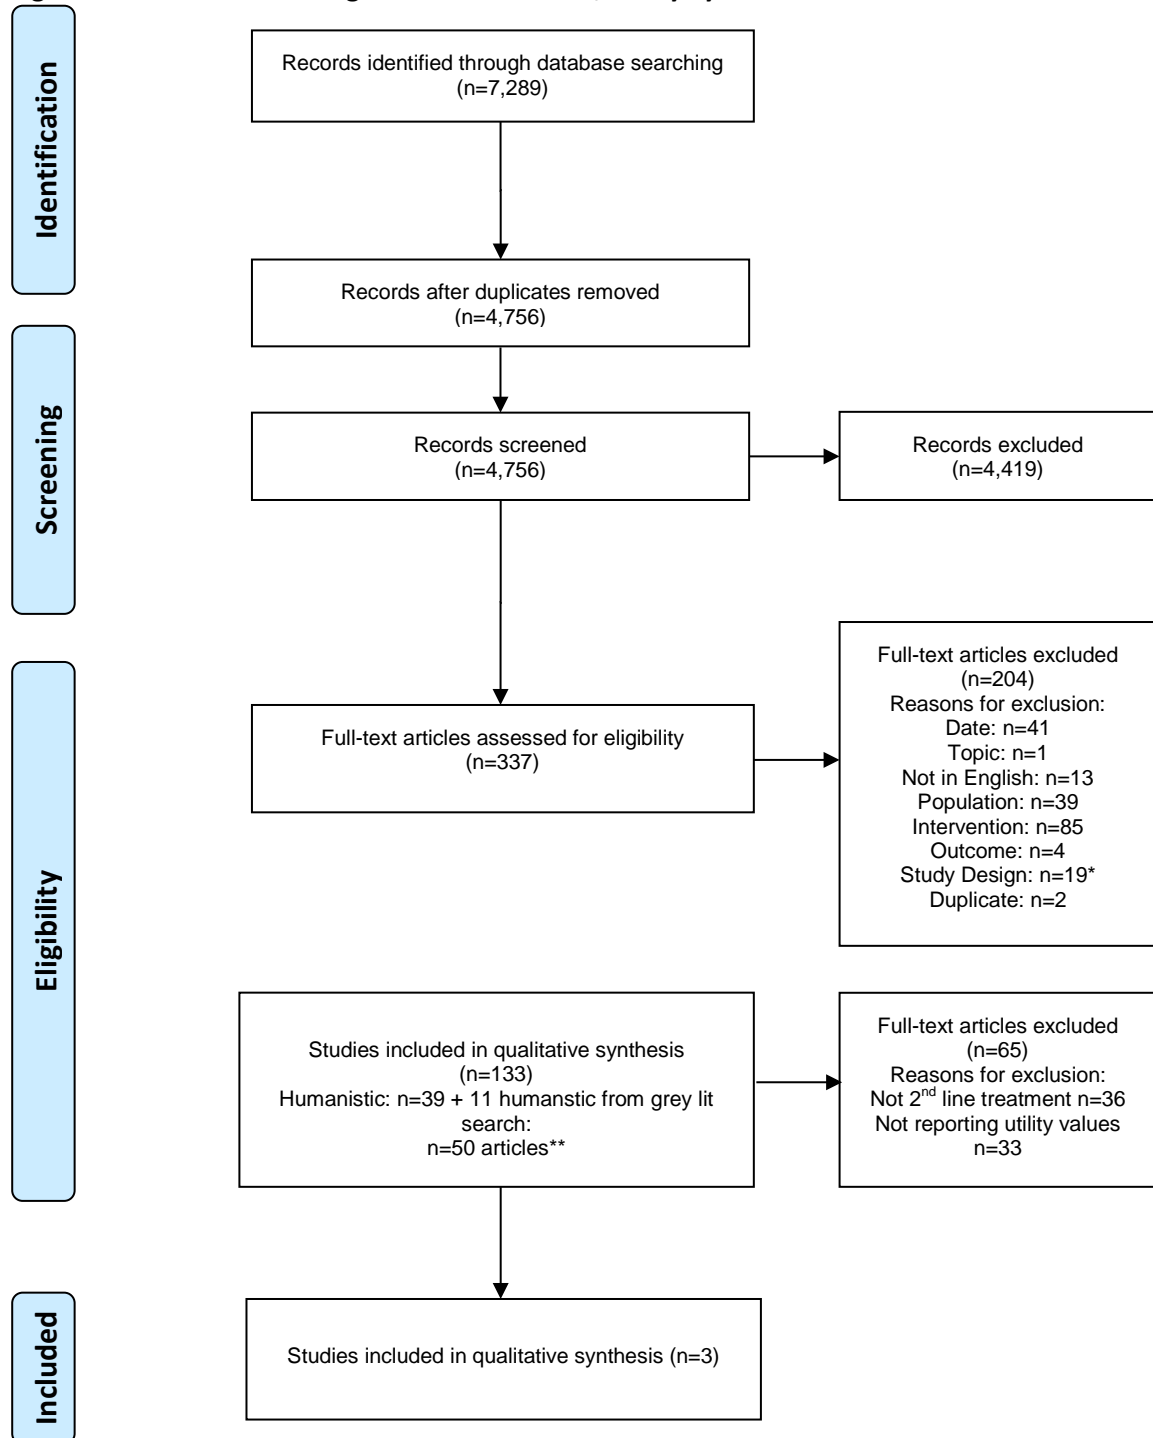 Identification
Records identified through database searching
(n=7,289)
Records after duplicates removed
(n=4,756)
Screening
Records screened
(n=4,756)
Records excluded
(n=4,419)
Eligibility
Full-text articles assessed for eligibility
(n=337)
Full-text articles excluded
(n=204)
Reasons for exclusion:
Date: n=41
Topic: n=1
Not in English: n=13
Population: n=39
Intervention: n=85
Outcome: n=4
Study Design: n=19*
Duplicate: n=2
Studies included in qualitative synthesis
(n=133)
Humanistic: n=39 + 11 humanstic from grey lit
search:
n=50 articles**
Full-text articles excluded
(n=65)
Reasons for exclusion:
Not 2nd line treatment n=36
Not reporting utility values
n=33
Included
Studies included in qualitative synthesis (n=3)